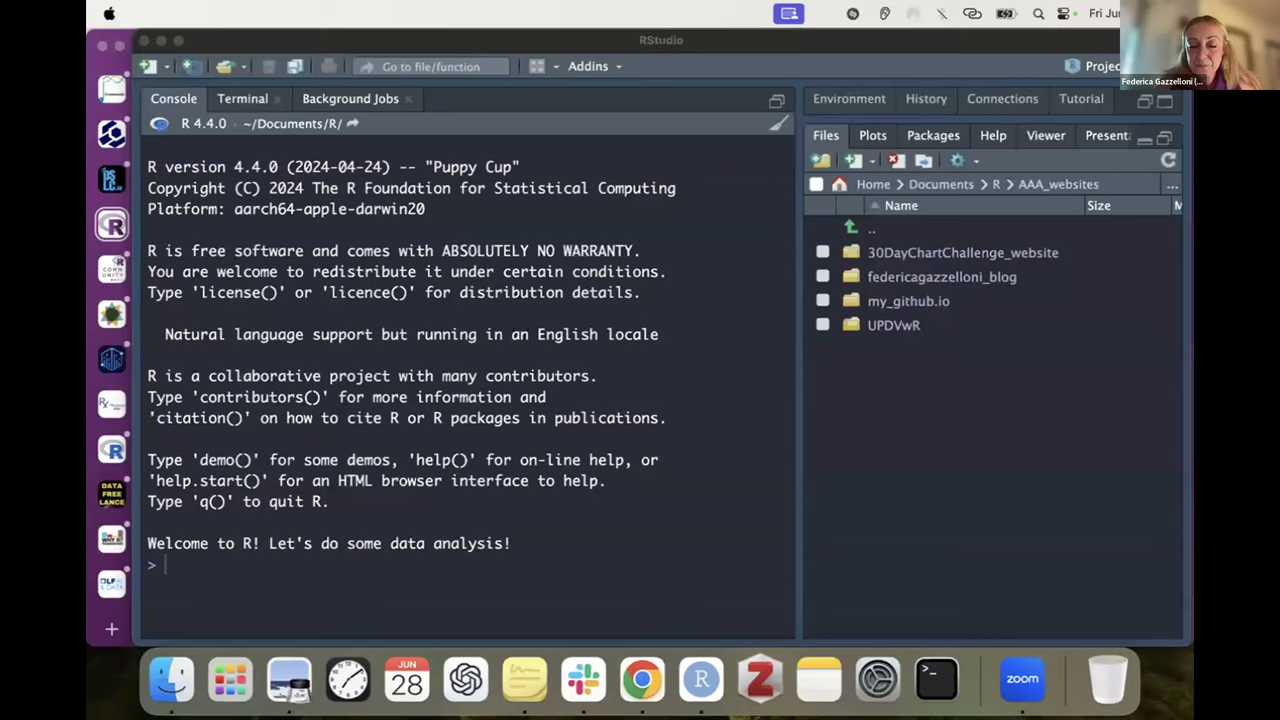 Fri Jun
Federica Gazzelloni (...
RStudio
Go to file/function
Addins
Projec
Console
Terminal
Background Jobs
R 4.4.0 · ~/Documents/R/
R version 4.4.0 (2024-04-24) -- "Puppy Cup"
Copyright (C) 2024 The R Foundation for Statistical Computing
Platform: aarch64-apple-darwin20
R is free software and comes with ABSOLUTELY NO WARRANTY.
You are welcome to redistribute it under certain conditions.
Type 'license()' or 'licence()' for distribution details.
Natural language support but running in an English locale
R is a collaborative project with many contributors.
Type 'contributors()' for more information and
'citation()' on how to cite R or R packages in publications.
Type 'demo()' for some demos, 'help()' for on-line help, or
'help.start()' for an HTML browser interface to help.
Type 'q()' to quit R.
Welcome to R! Let's do some data analysis!
>
Environment
History
Connections
Tutorial
Files
Plots
Packages
Help
Viewer
Present
Home
Documents
R
AAA_websites
...
Name
Size
M
..
30DayChartChallenge_website
federicagazzelloni_blog
my_github.io
UPDVwR
R
COMM
UNITY
DATA
FREE
LANCE
WHY R?
JUN
28
R
Z
zoom